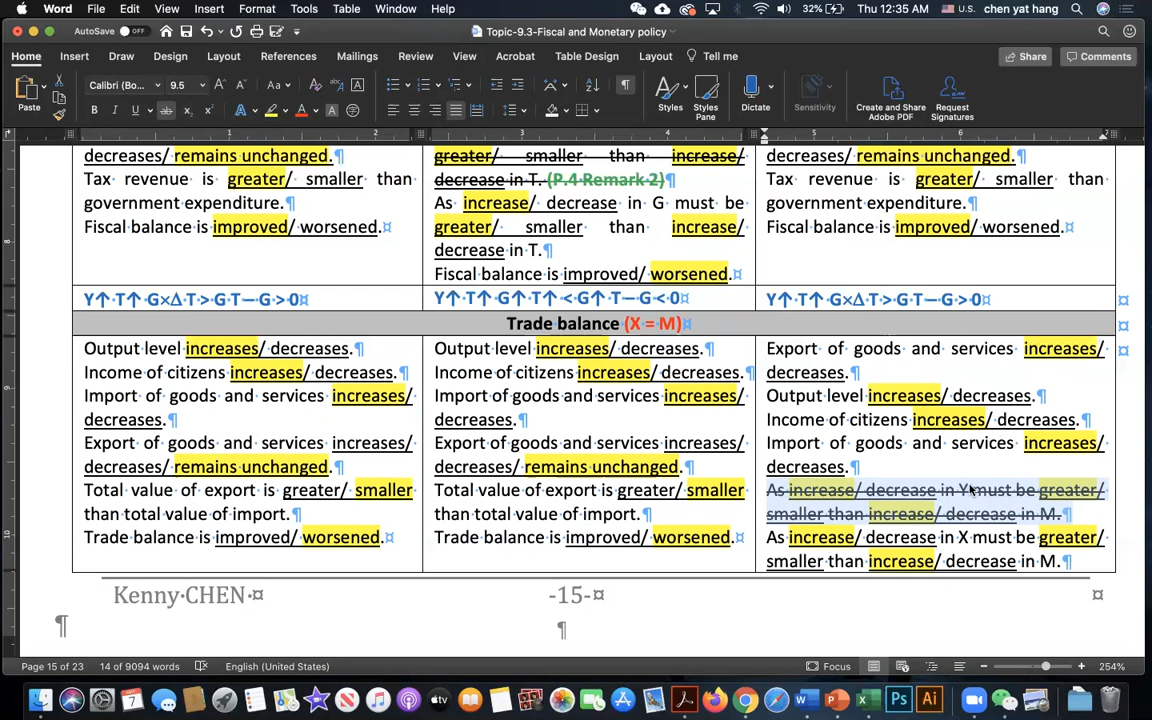 Word File Edit View Insert Format Tools Table Window Help 32% Thu 12:35 AM U.S. chen yat hang
AutoSave OFF Topic-9.3-Fiscal and Monetary policy
Home Insert Draw Design Layout References Mailings Review View Acrobat Table Design Layout Tell me Share Comments
Calibri (Bo... 9.5
Paste Styles Styles Pane Dictate Sensitivity Create and Share Adobe PDF Request Signatures
1 2 3 4 5 6 7
decreases/ remains unchanged.¶
Tax revenue is greater/ smaller than
government expenditure.¶
Fiscal balance is improved/ worsened.¤
greater/ smaller than increase/
decrease in T. (P.4 Remark 2)¶
As increase/ decrease in G must be
greater/ smaller than increase/
decrease in T.¶
Fiscal balance is improved/ worsened.¤
decreases/ remains unchanged.¶
Tax revenue is greater/ smaller than
government expenditure.¶
Fiscal balance is improved/ worsened.¤
Y↑ T↑ G×Δ T > G T − G > 0¤
Y↑ T↑ G↑ T↑ < G↑ T − G < 0¤
Y↑ T↑ G×Δ T > G T − G > 0¤
Trade balance (X = M)¤
Output level increases/ decreases.¶
Income of citizens increases/ decreases.¶
Import of goods and services increases/
decreases.¶
Export of goods and services increases/
decreases/ remains unchanged.¶
Total value of export is greater/ smaller
than total value of import.¶
Trade balance is improved/ worsened.¤
Output level increases/ decreases.¶
Income of citizens increases/ decreases.¶
Import of goods and services increases/
decreases.¶
Export of goods and services increases/
decreases/ remains unchanged.¶
Total value of export is greater/ smaller
than total value of import.¶
Trade balance is improved/ worsened.¤
Export of goods and services increases/
decreases.¶
Output level increases/ decreases.¶
Income of citizens increases/ decreases.¶
Import of goods and services increases/
decreases.¶
As increase/ decrease in Y must be greater/
smaller than increase/ decrease in M.¶
As increase/ decrease in X must be greater/
smaller than increase/ decrease in M.¶
Kenny CHEN ¤ -15-¤ ¤
¶ ¶
Page 15 of 23 14 of 9094 words English (United States) Focus 254%